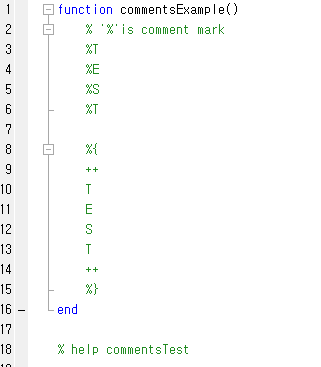 1 function commentsExample()
2 % '%'is comment mark
3 %T
4 %E
5 %S
6 %T
7
8 %{
9 ++
10 T
11 E
12 S
13 T
14 ++
15 %}
16 end
17
18 % help commentsTest